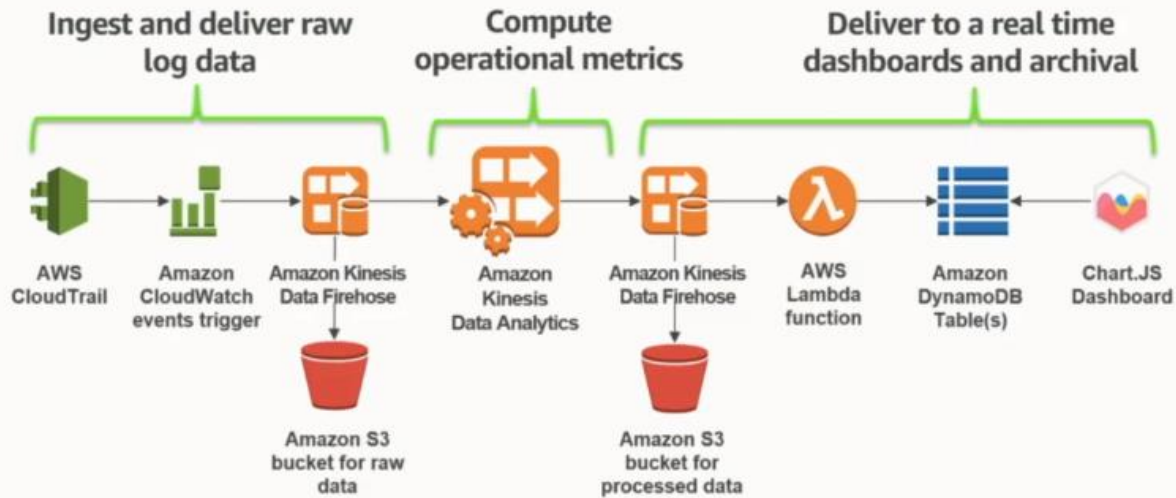 Ingest and deliver raw
log data
Compute
operational metrics
Deliver to a real time
dashboards and archival
AWS
CloudTrail
Amazon
CloudWatch
events trigger
Amazon Kinesis
Data Firehose
Amazon
Kinesis
Data Analytics
Amazon Kinesis
Data Firehose
AWS
Lambda
function
Amazon
DynamoDB
Table(s)
Chart.JS
Dashboard
Amazon S3
bucket for raw
data
Amazon S3
bucket for
processed data